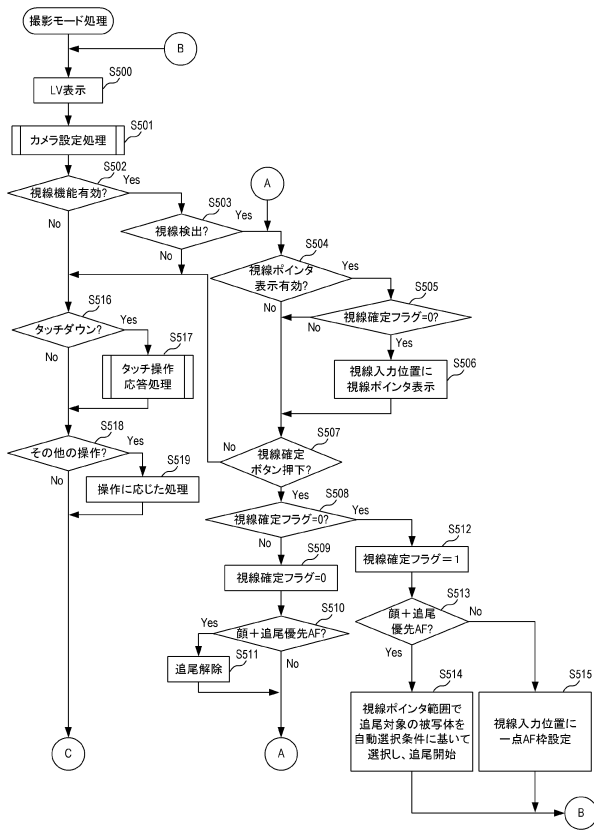 撮影モード処理
B
S500
LV表示
S501
カメラ設定処理
S502
視線機能有効?
Yes
No
S503
視線検出?
Yes
No
A
S504
視線ポインタ
表示有効?
Yes
No
S505
視線確定フラグ=0?
No
Yes
S506
視線入力位置に
視線ポインタ表示
S516
タッチダウン?
Yes
No
S517
タッチ操作
応答処理
S518
その他の操作?
Yes
No
S519
操作に応じた処理
S507
視線確定
ボタン押下?
No
Yes
S508
視線確定フラグ=0?
Yes
No
S509
視線確定フラグ=0
S510
顔+追尾優先AF?
Yes
No
S511
追尾解除
S512
視線確定フラグ=1
S513
顔+追尾
優先AF?
No
Yes
S514
視線ポインタ範囲で
追尾対象の被写体を
自動選択条件に基いて
選択し、追尾開始
S515
視線入力位置に
一点AF枠設定
C
A
B